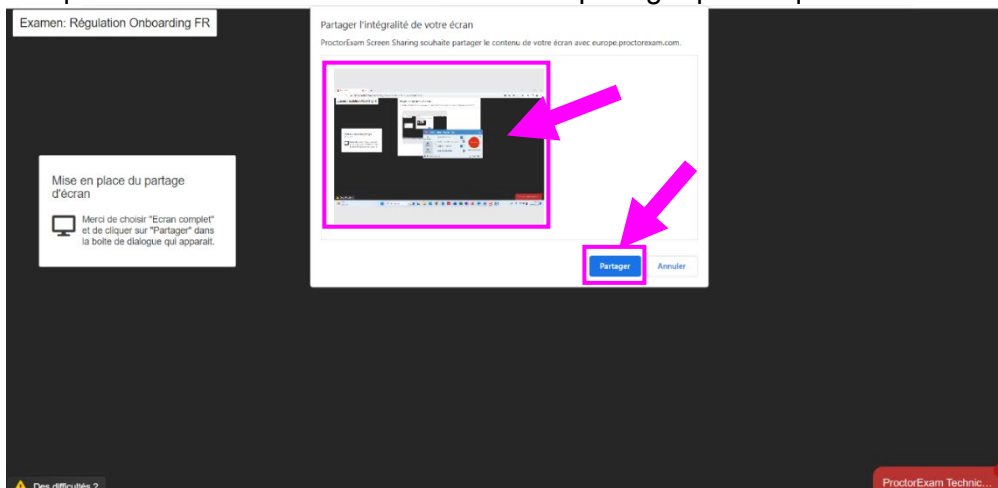 Examen: Régulation Onboarding FR
Partager l'intégralité de votre écran
ProctorExam Screen Sharing souhaite partager le contenu de votre écran avec europe.proctorexam.com.
Mise en place du partage
d'écran
Merci de choisir "Ecran complet"
et de cliquer sur "Partager" dans
la boite de dialogue qui apparait.
Partager
Annuler
Des difficultés ?
ProctorExam Technic...